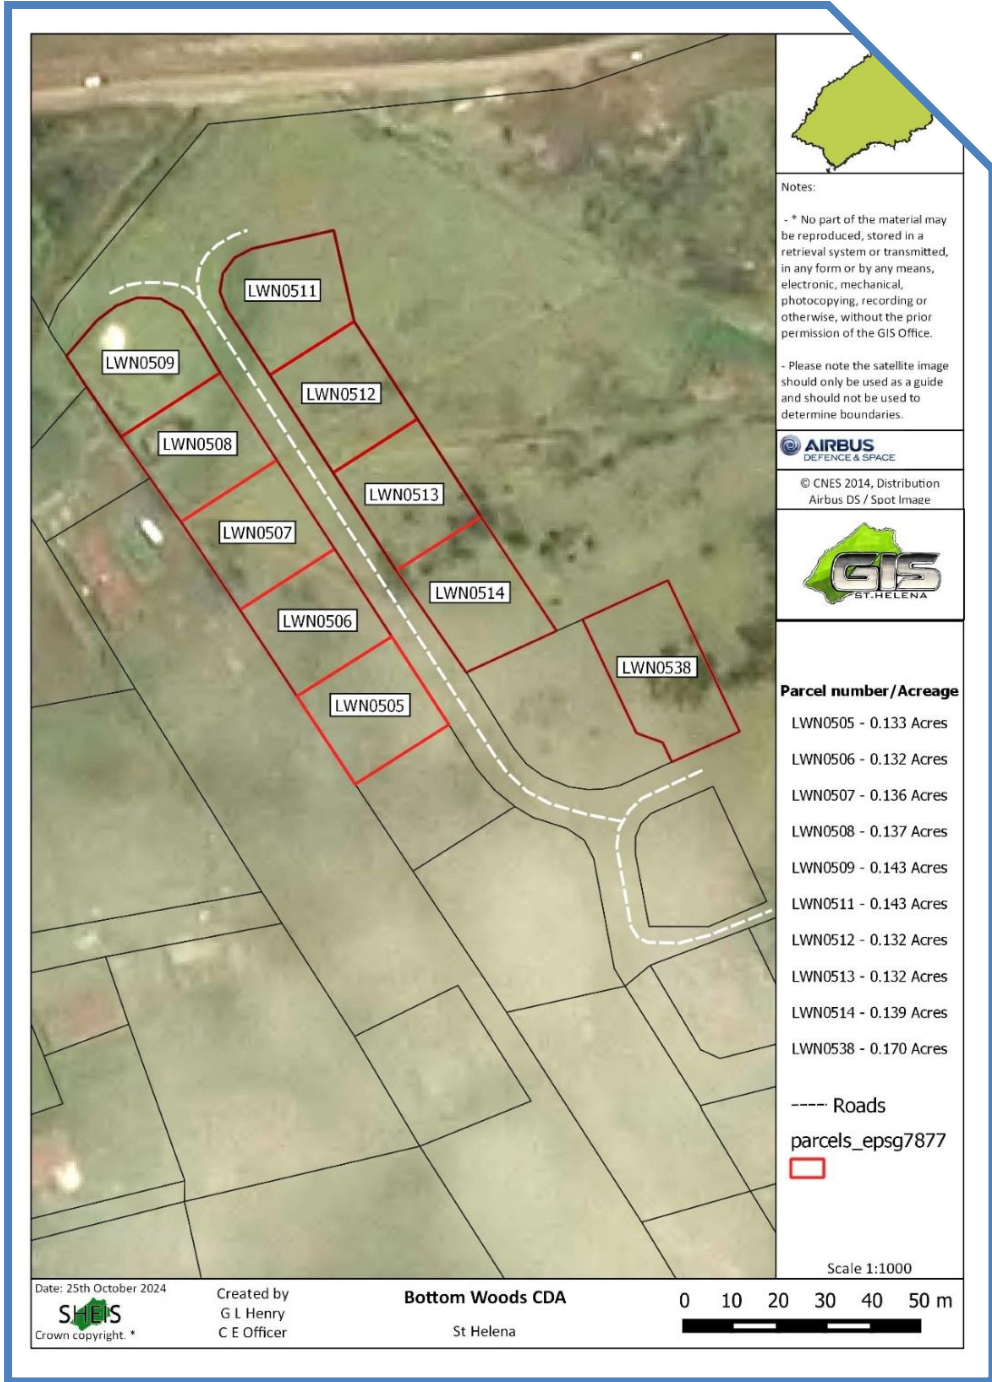 Notes:
- * No part of the material may
be reproduced, stored in a
retrieval system or transmitted,
in any form or by any means,
electronic, mechanical,
photocopying, recording or
otherwise, without the prior
permission of the GIS Office.
- Please note the satellite image
should only be used as a guide
and should not be used to
determine boundaries.
AIRBUS
DEFENCE & SPACE
© CNES 2014, Distribution
Airbus DS / Spot Image
GIS
ST.HELENA
LWN0511
LWN0509
LWN0512
LWN0508
LWN0513
LWN0507
LWN0514
LWN0506
LWN0538
LWN0505
Parcel number/Acreage
LWN0505 - 0.133 Acres
LWN0506 - 0.132 Acres
LWN0507 - 0.136 Acres
LWN0508 - 0.137 Acres
LWN0509 - 0.143 Acres
LWN0511 - 0.143 Acres
LWN0512 - 0.132 Acres
LWN0513 - 0.132 Acres
LWN0514 - 0.139 Acres
LWN0538 - 0.170 Acres
---- Roads
parcels_epsg7877
Scale 1:1000
Date: 25th October 2024
SHEIS
Crown copyright. *
Created by
G L Henry
C E Officer
Bottom Woods CDA
St Helena
0 10 20 30 40 50 m